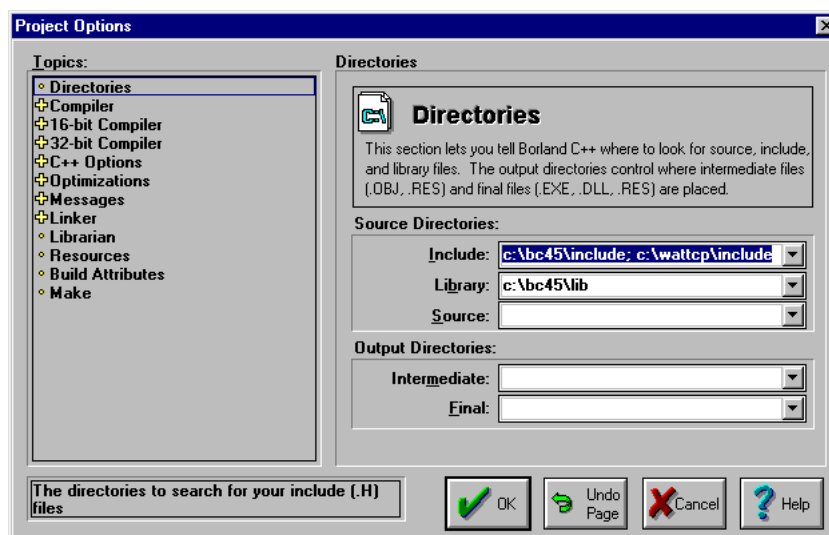 Project Options
Topics:
Directories
Compiler
16-bit Compiler
32-bit Compiler
C++ Options
Optimizations
Messages
Linker
Librarian
Resources
Build Attributes
Make
Directories
C:\
Directories
This section lets you tell Borland C++ where to look for source, include,
and library files. The output directories control where intermediate files
(.OBJ, .RES) and final files (.EXE, .DLL, .RES) are placed.
Source Directories:
Include: c:\bc45\include; c:\wattcp\include
Library: c:\bc45\lib
Source:
Output Directories:
Intermediate:
Final:
The directories to search for your include (.H)
files
OK
Undo
Page
Cancel
Help